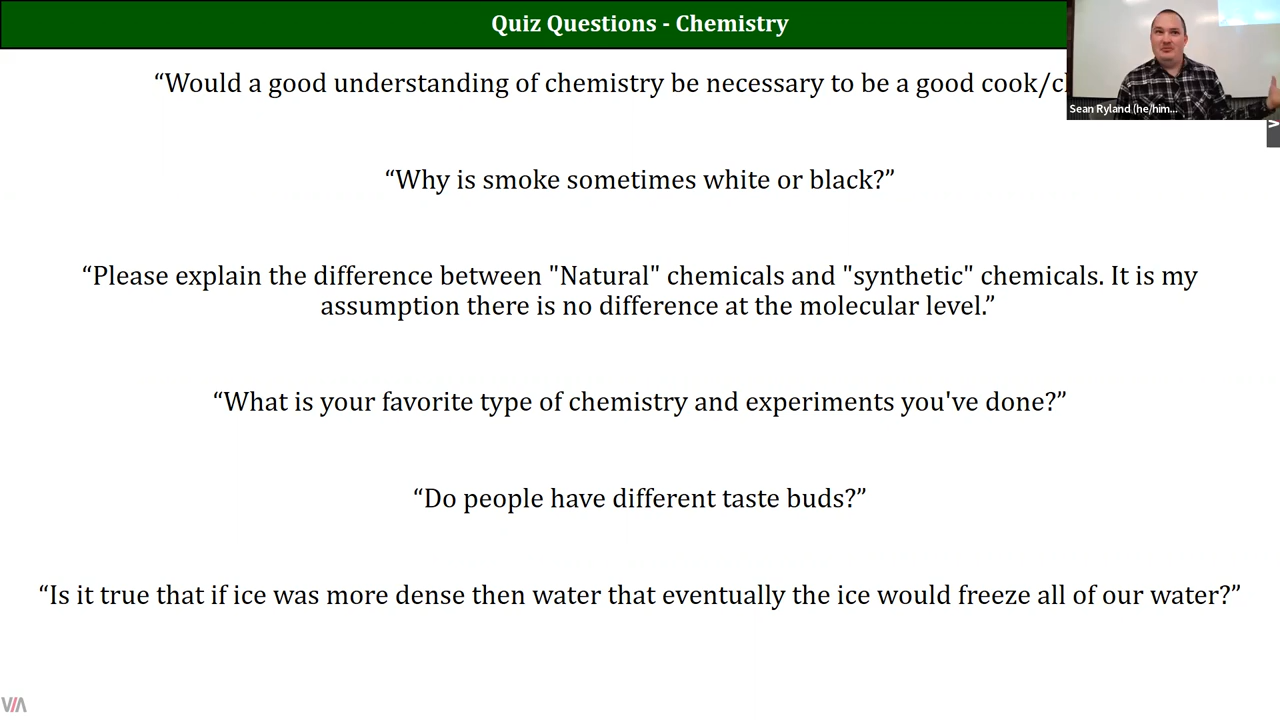 Quiz Questions - Chemistry
“Would a good understanding of chemistry be necessary to be a good
Sean Ryland (he/him...
“Why is smoke sometimes white or black?”
“Please explain the difference between "Natural" chemicals and "synthetic" chemicals. It is my
assumption there is no difference at the molecular level.”
“What is your favorite type of chemistry and experiments you've done?”
“Do people have different taste buds?”
“Is it true that if ice was more dense then water that eventually the ice would freeze all of our water?”
VIA